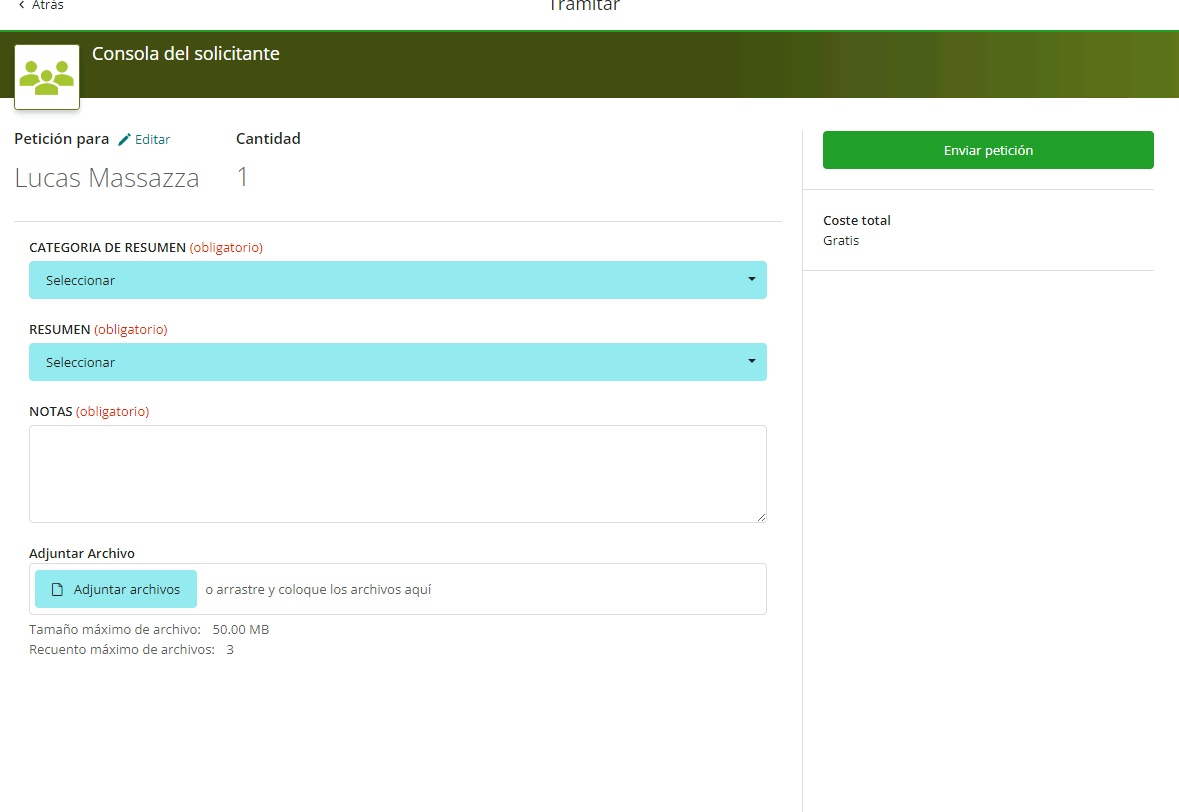 Atrás
Tramitar
Consola del solicitante
Petición para Editar
Lucas Massazza
Cantidad
1
CATEGORIA DE RESUMEN (obligatorio)
Seleccionar
RESUMEN (obligatorio)
Seleccionar
NOTAS (obligatorio)
Adjuntar Archivo
Adjuntar archivos o arrastre y coloque los archivos aquí
Tamaño máximo de archivo: 50.00 MB
Recuento máximo de archivos: 3
Enviar petición
Coste total
Gratis